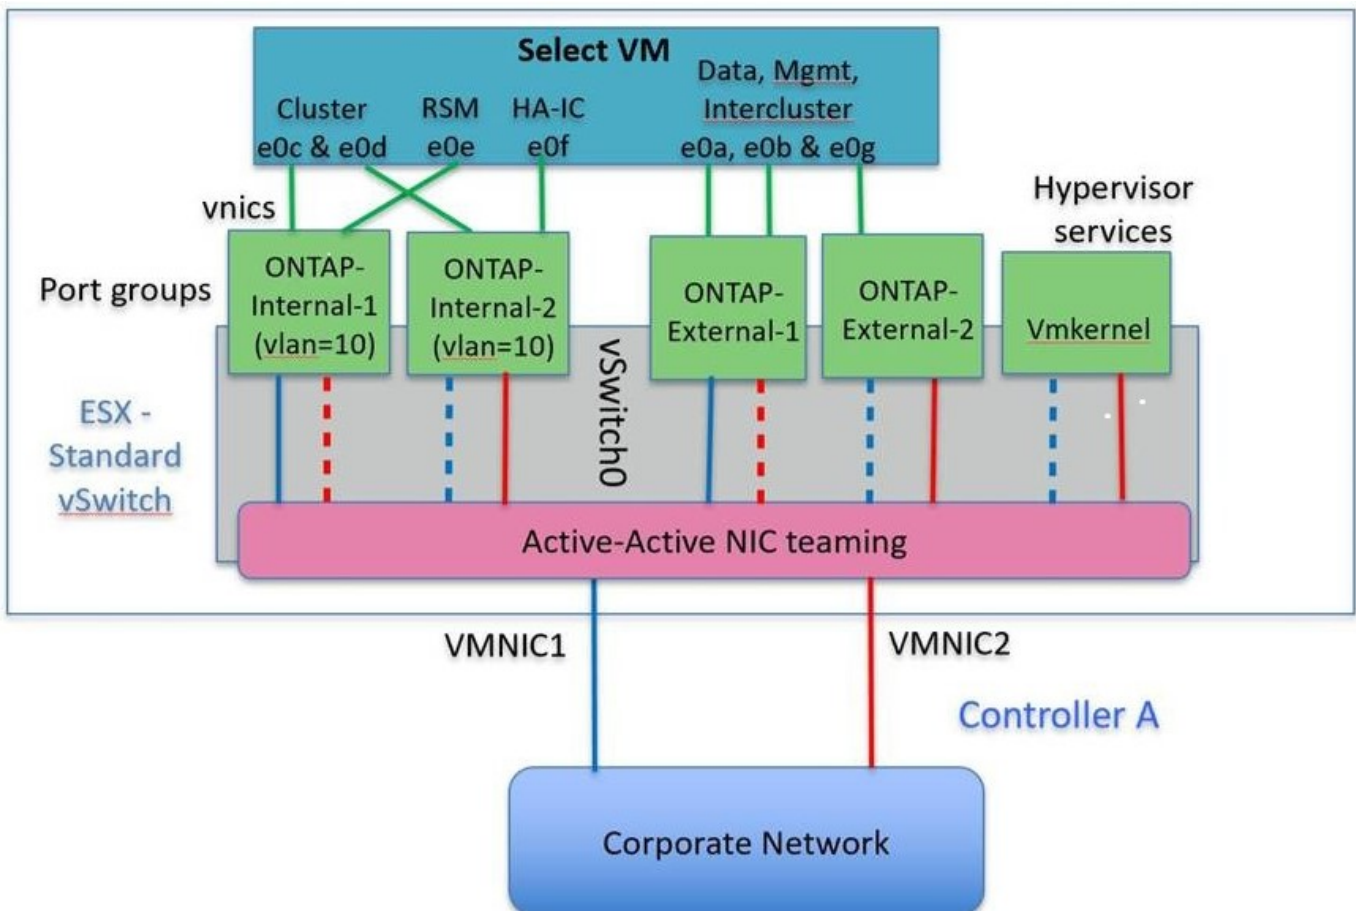 Select VM
Cluster
e0c & e0d
RSM
e0e
HA-IC
e0f
Data, Mgmt,
Intercluster
e0a, e0b & e0g
vnics
Hypervisor
services
Port groups
ONTAP-
Internal-1
(vlan=10)
ONTAP-
Internal-2
(vlan=10)
ONTAP-
External-1
ONTAP-
External-2
Vmkernel
ESX -
Standard
vSwitch
vSwitch0
Active-Active NIC teaming
VMNIC1
VMNIC2
Controller A
Corporate Network